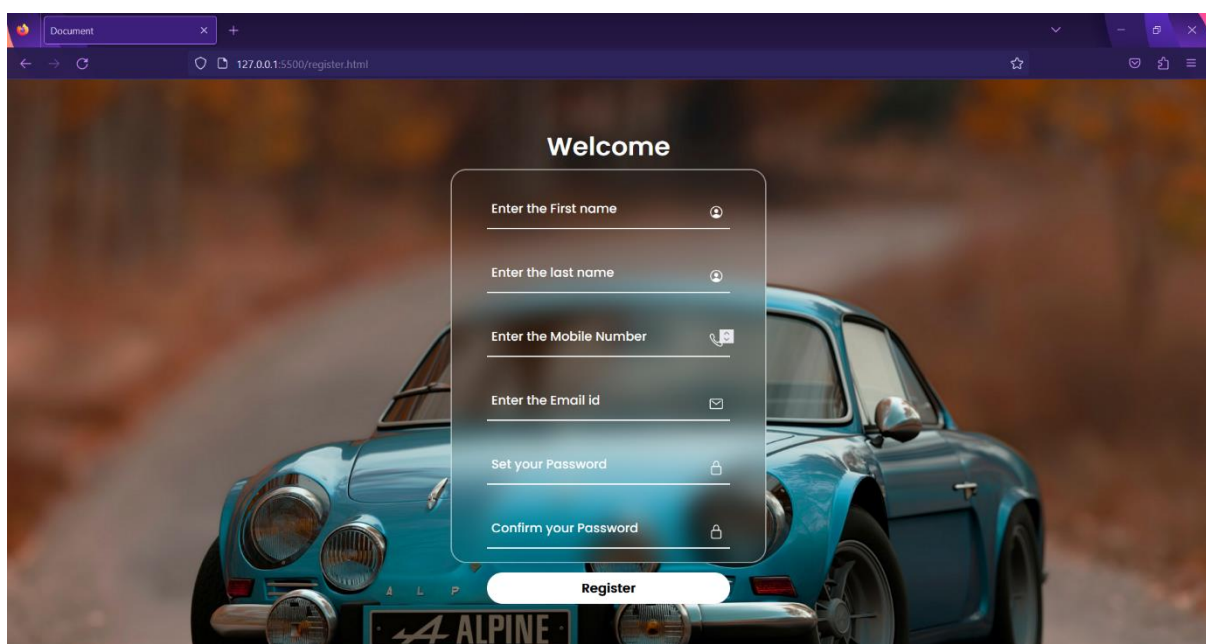 Document
127.0.0.1:5500/register.html
Welcome
Enter the First name
Enter the last name
Enter the Mobile Number
Enter the Email id
Set your Password
Confirm your Password
Register
A L P
ALPINE